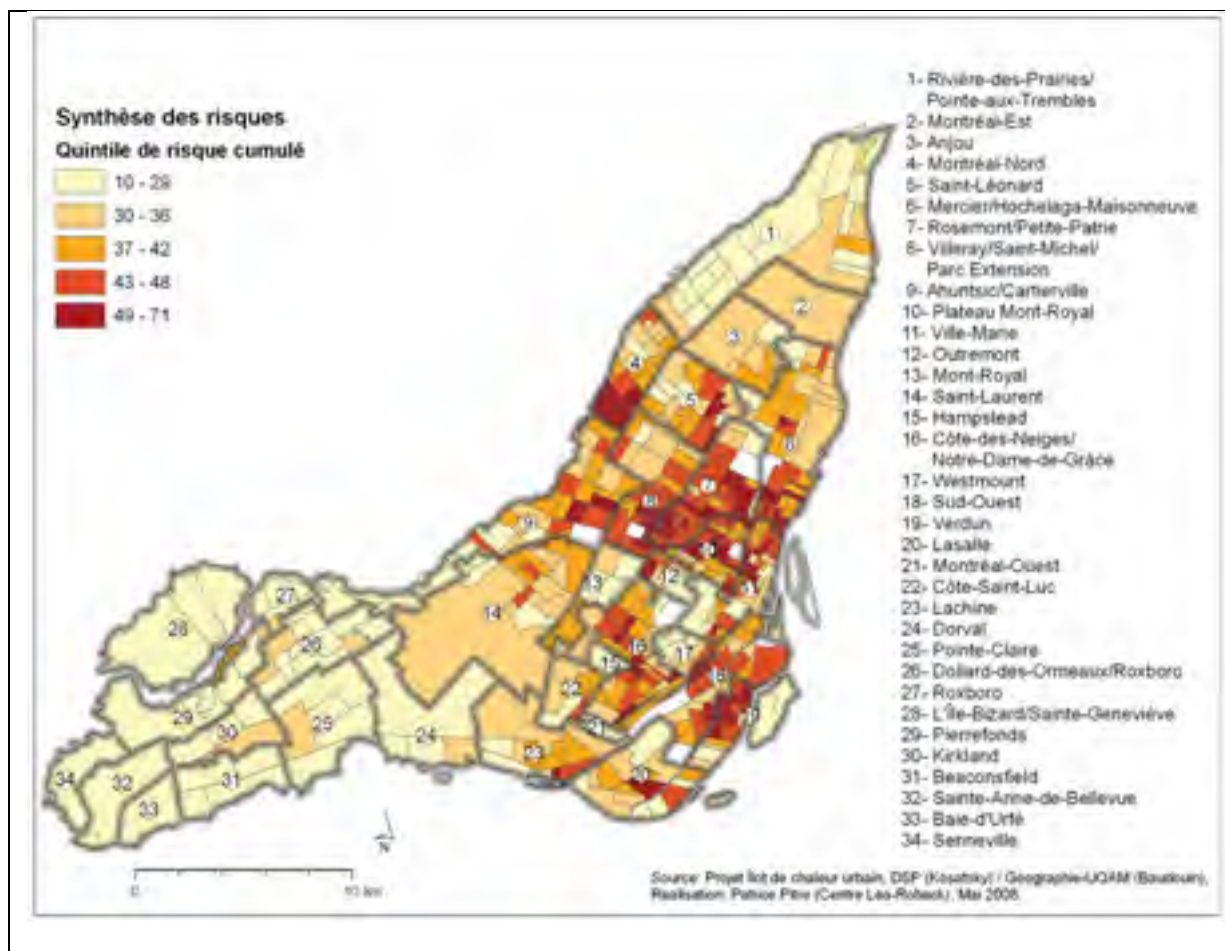 Synthèse des risques
Quintile de risque cumulé
10 - 29
30 - 36
37 - 42
43 - 48
49 - 71
1- Rivière-des-Prairies/
Pointe-aux-Trembles
2- Montréal-Est
3- Anjou
4- Montréal-Nord
5- Saint-Léonard
6- Mercier/Hochelaga-Maisonneuve
7- Rosemont/Petite-Patrie
8- Villeray/Saint-Michel/
Parc Extension
9- Ahuntsic/Cartierville
10- Plateau Mont-Royal
11- Ville-Marie
12- Outremont
13- Mont-Royal
14- Saint-Laurent
15- Hampstead
16- Côte-des-Neiges/
Notre-Dame-de-Grâce
17- Westmount
18- Sud-Ouest
19- Verdun
20- Lasalle
21- Montréal-Ouest
22- Côte-Saint-Luc
23- Lachine
24- Dorval
25- Pointe-Claire
26- Dollard-des-Ormeaux/Roxboro
27- Roxboro
28- L'Île-Bizard/Sainte-Geneviève
29- Pierrefonds
30- Kirkland
31- Beaconsfield
32- Sainte-Anne-de-Bellevue
33- Baie-d'Urfé
34- Senneville
1
2
3
4
5
6
7
8
9
12
13
14
17
22
21
23
20
24
25
26
27
28
29
30
31
32
33
34
N
0
10 km
Source: Projet îlot de chaleur urbain, DSP (Kosatsky) / Géographie-UQAM (Baudouin),
Réalisation: Patrice Pitre (Centre Léa-Roback), Mai 2008.